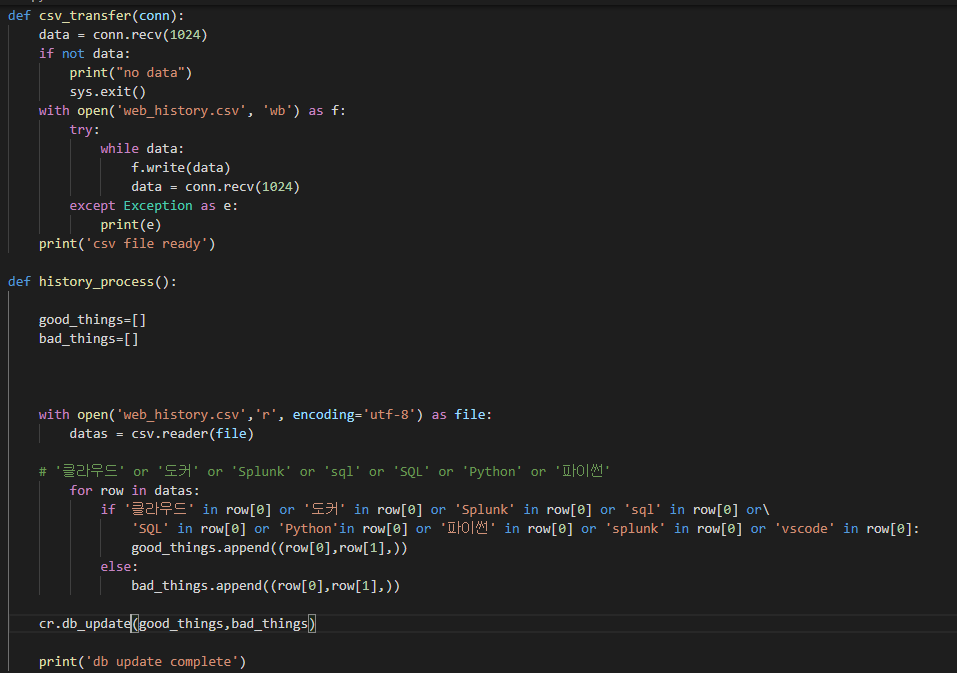 def csv_transfer(conn):
    data = conn.recv(1024)
    if not data:
        print("no data")
        sys.exit()
    with open('web_history.csv', 'wb') as f:
        try:
            while data:
                f.write(data)
                data = conn.recv(1024)
        except Exception as e:
            print(e)
    print('csv file ready')
def history_process():
    good_things=[]
    bad_things=[]
    with open('web_history.csv','r', encoding='utf-8') as file:
        datas = csv.reader(file)
    # '클라우드' or '도커' or 'Splunk' or 'sql' or 'SQL' or 'Python' or '파이썬'
        for row in datas:
            if '클라우드' in row[0] or '도커' in row[0] or 'Splunk' in row[0] or 'sql' in row[0] or\
                'SQL' in row[0] or 'Python'in row[0] or '파이썬' in row[0] or 'splunk' in row[0] or 'vscode' in row[0]:
                good_things.append((row[0],row[1],))
            else:
                bad_things.append((row[0],row[1],))
    cr.db_update(good_things,bad_things)
    print('db update complete')